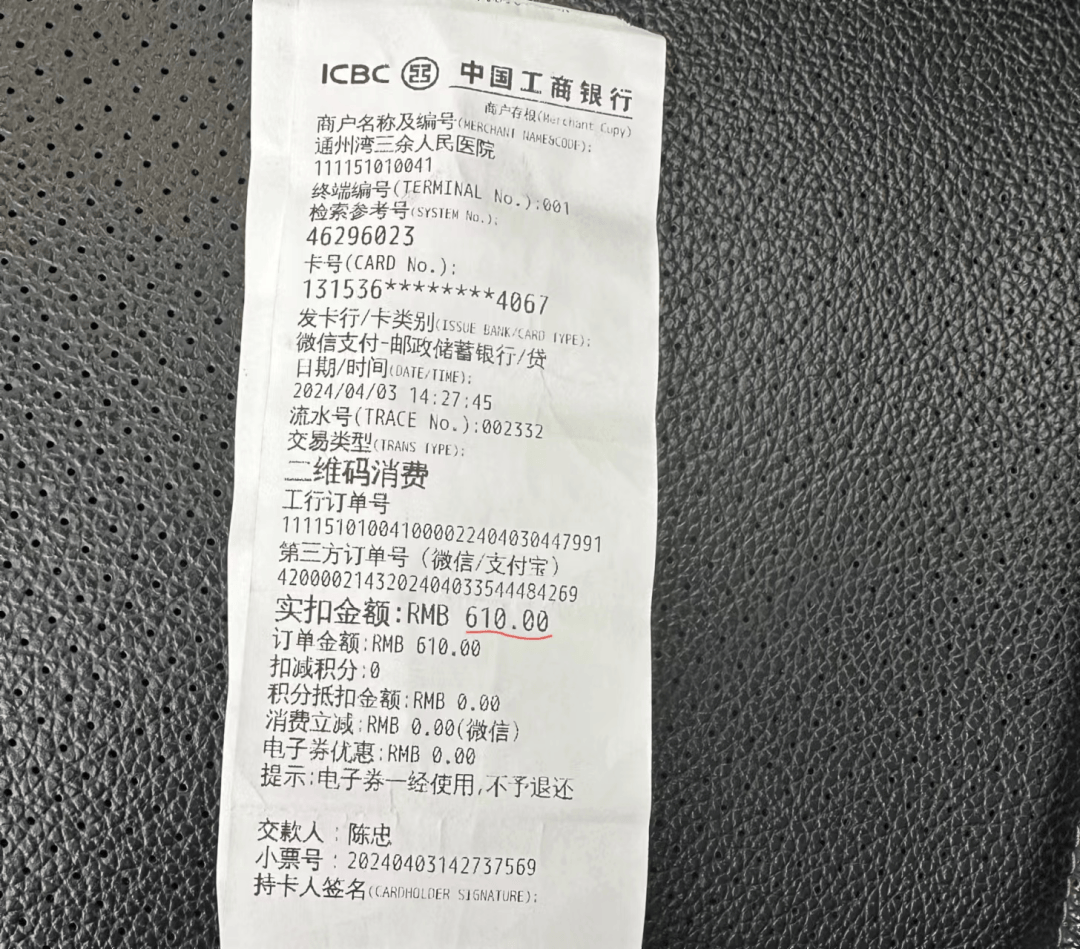 ICBC 中国工商银行
商户存根(Merchant Copy)
商户名称及编号(MERCHANT NAME&CODE):
通州湾三余人民医院
111151010041
终端编号(TERMINAL No.):001
检索参考号(SYSTEM No.):
46296023
卡号(CARD No.):
131536********4067
发卡行/卡类别(ISSUE BANK/CARD TYPE):
微信支付-邮政储蓄银行/贷
日期/时间(DATE/TIME):
2024/04/03 14:27:45
流水号(TRACE No.):002332
交易类型(TRANS TYPE):
二维码消费
工行订单号
11115101004100002240403044​7991
第三方订单号（微信/支付宝）
4200002143202404033544484269
实扣金额:RMB 610.00
订单金额:RMB 610.00
扣减积分:0
积分抵扣金额:RMB 0.00
消费立减:RMB 0.00(微信)
电子券优惠:RMB 0.00
提示:电子券一经使用,不予退还
交款人：陈忠
小票号：20240403142737569
持卡人签名(CARDHOLDER SIGNATURE):